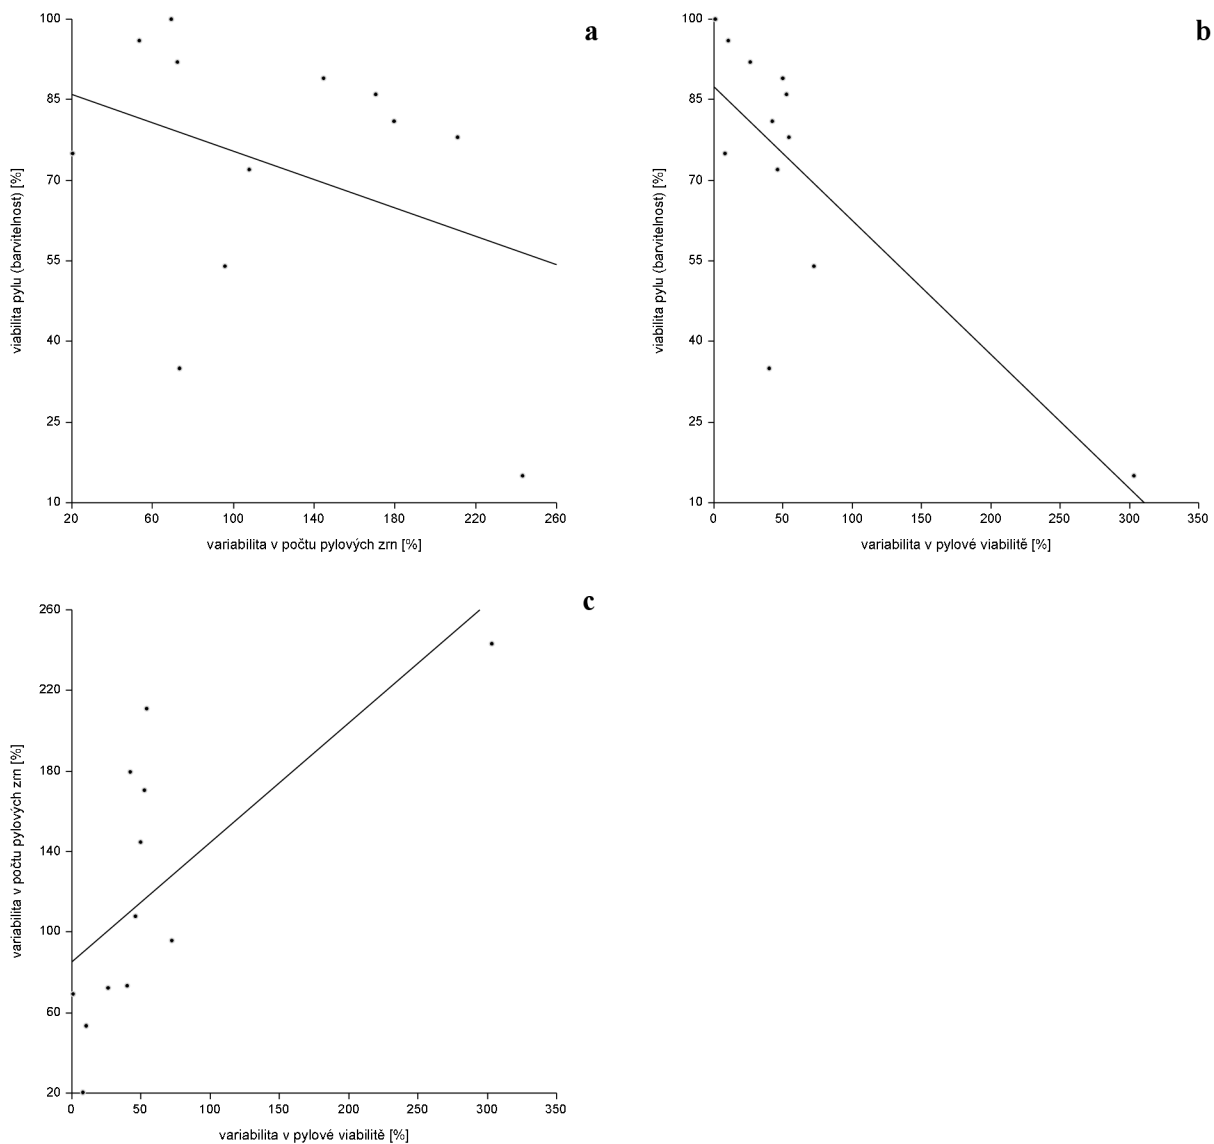 a
100
85
70
55
40
25
10
viabilita pylu (barvitelnost) [%]
20 60 100 140 180 220 260
variabilita v počtu pylových zrn [%]
b
100
85
70
55
40
25
10
viabilita pylu (barvitelnost) [%]
0 50 100 150 200 250 300 350
variabilita v pylové viabilitě [%]
c
260
220
180
140
100
60
20
variabilita v počtu pylových zrn [%]
0 50 100 150 200 250 300 350
variabilita v pylové viabilitě [%]